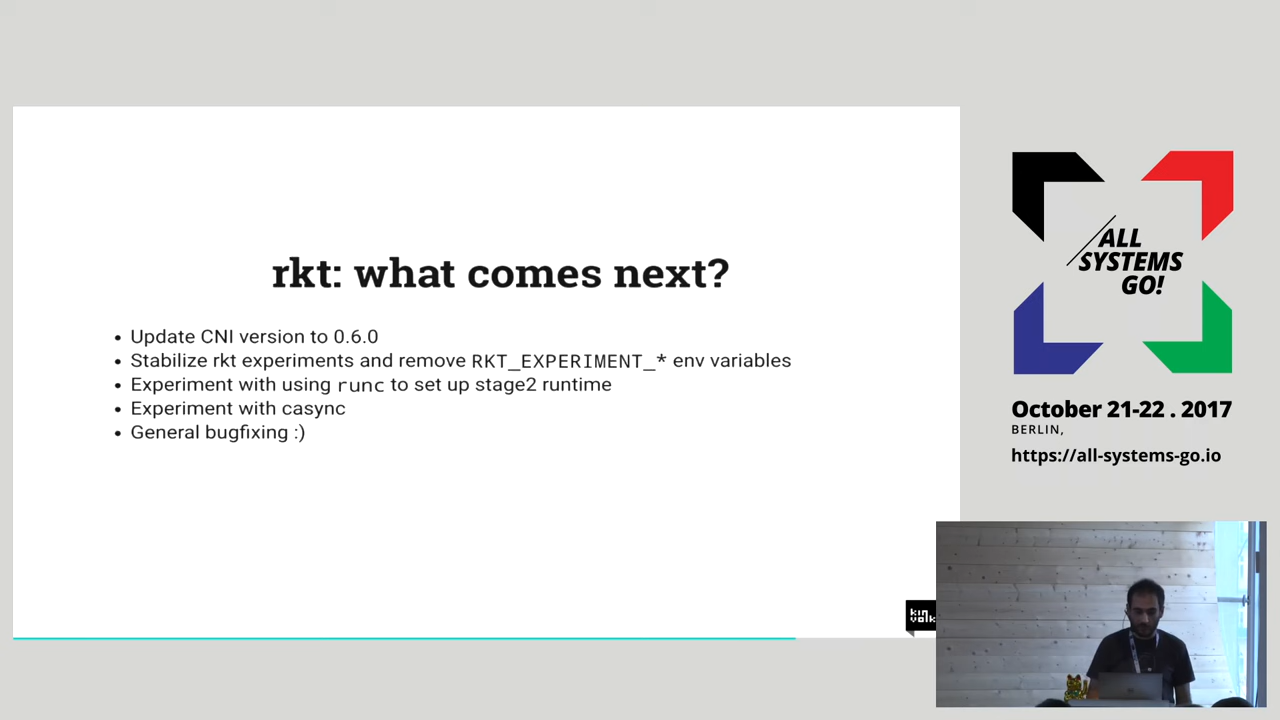 rkt: what comes next?
• Update CNI version to 0.6.0
• Stabilize rkt experiments and remove RKT_EXPERIMENT_* env variables
• Experiment with using runc to set up stage2 runtime
• Experiment with casync
• General bugfixing :)
kin
volk
/ALL
SYSTEMS
GO!
October 21-22 . 2017
BERLIN,
https://all-systems-go.io